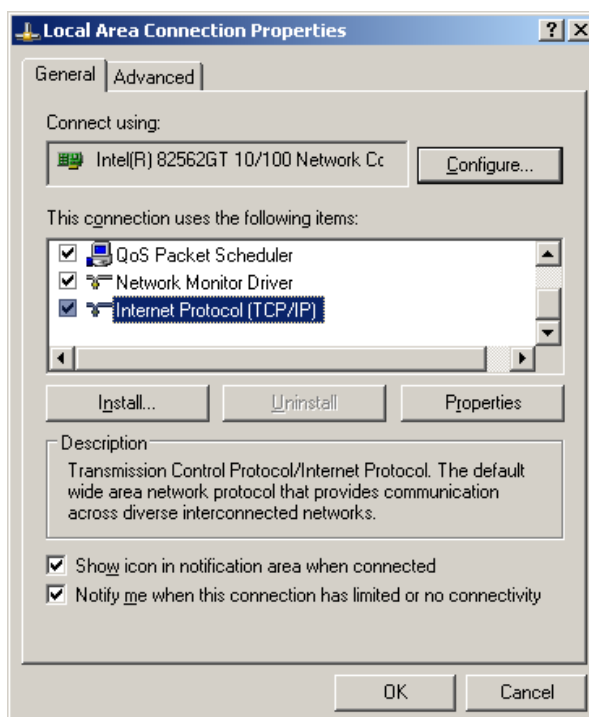 Local Area Connection Properties
General
Advanced
Connect using:
Intel(R) 82562GT 10/100 Network Cc
Configure...
This connection uses the following items:
QoS Packet Scheduler
Network Monitor Driver
Internet Protocol (TCP/IP)
Install...
Uninstall
Properties
Description
Transmission Control Protocol/Internet Protocol. The default
wide area network protocol that provides communication
across diverse interconnected networks.
Show icon in notification area when connected
Notify me when this connection has limited or no connectivity
OK
Cancel